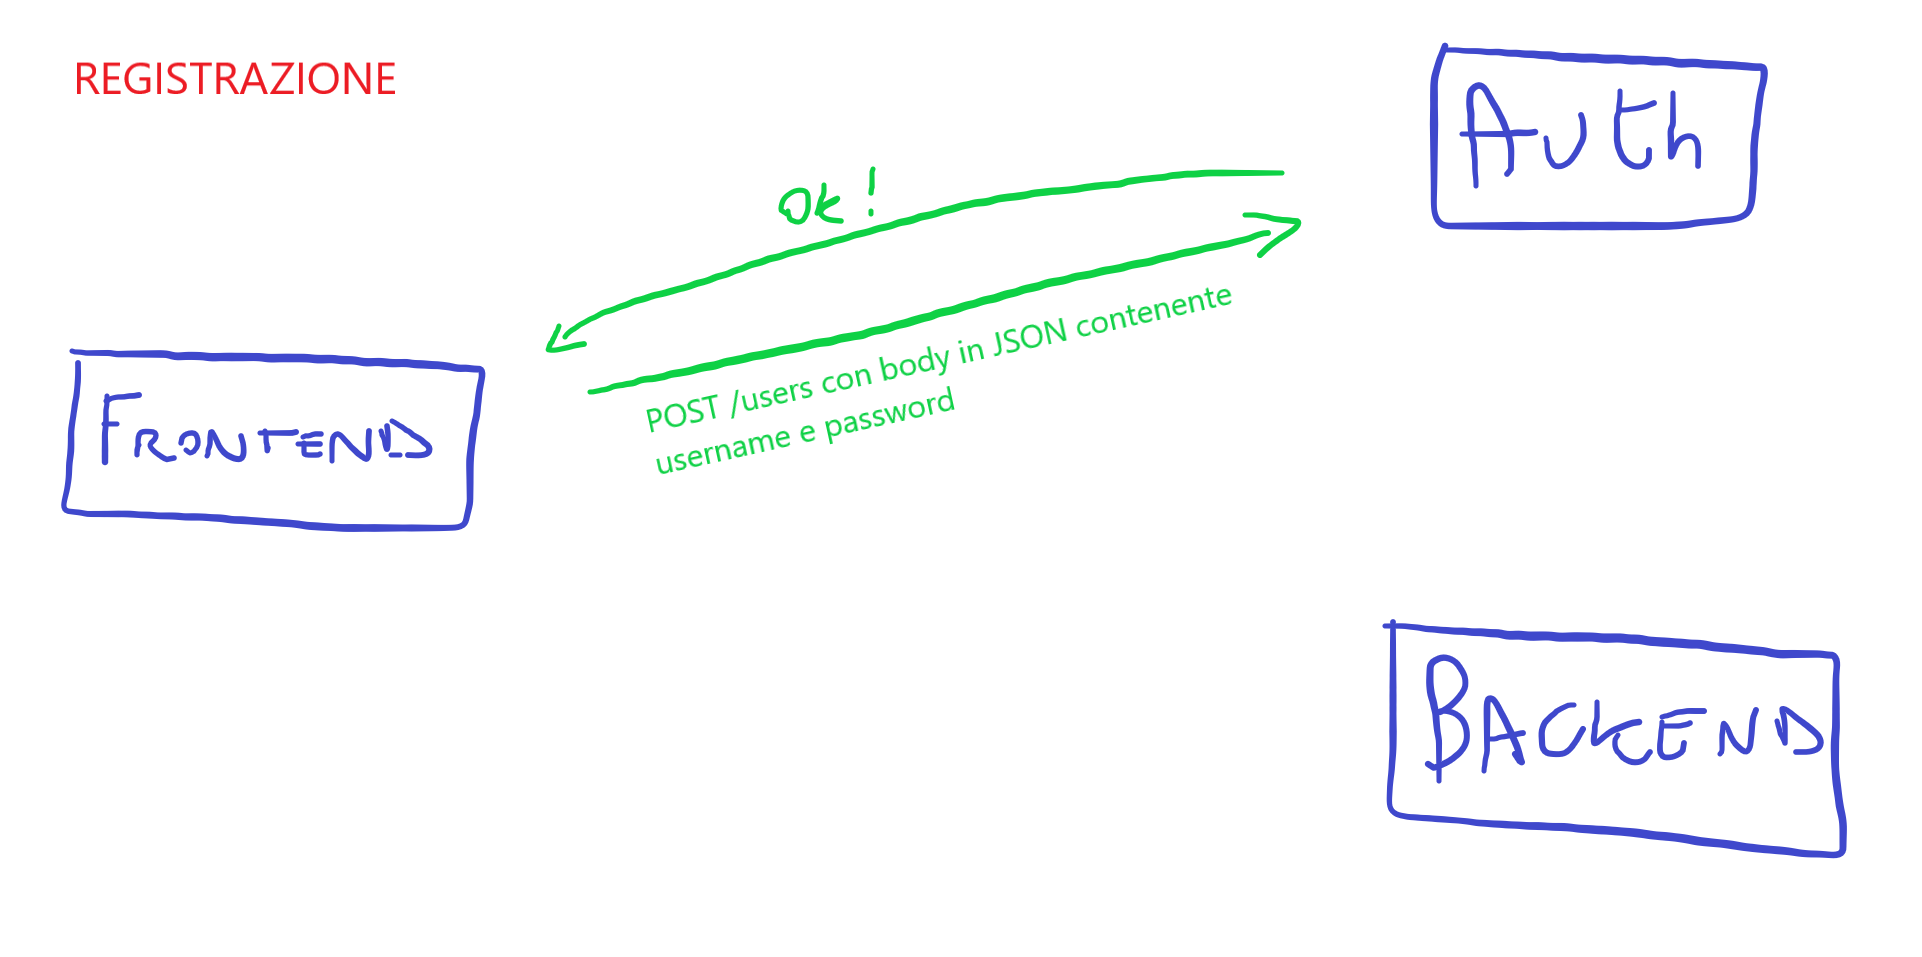 REGISTRAZIONE
Auth
Ok!
POST /users con body in JSON contenente
username e password
FRONTEND
BACKEND